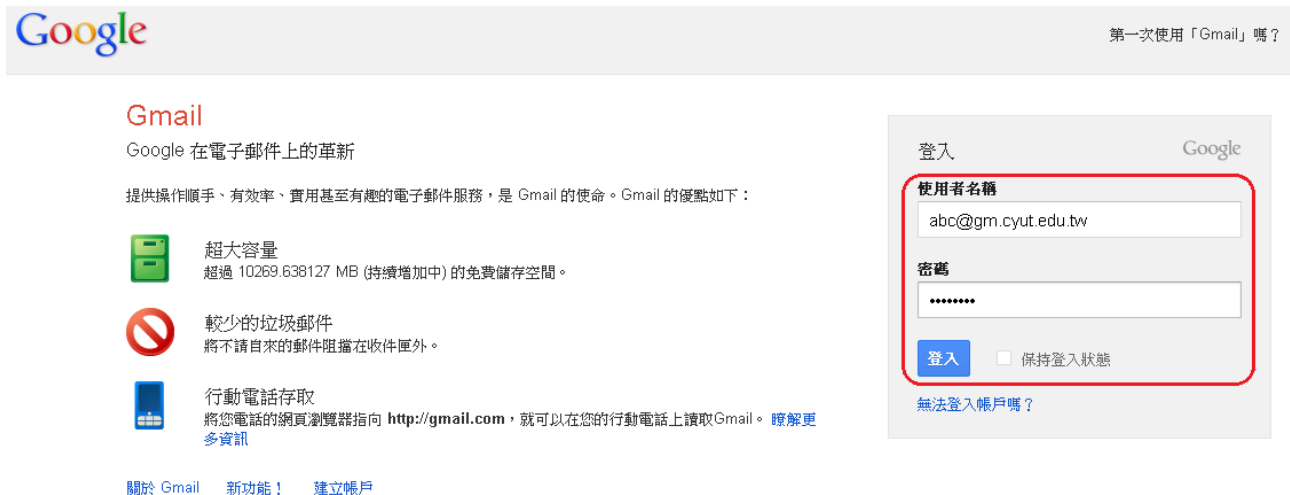 Google
第一次使用「Gmail」嗎？
Gmail
Google 在電子郵件上的革新
提供操作順手、有效率、實用甚至有趣的電子郵件服務，是 Gmail 的使命。Gmail 的優點如下：
超大容量
超過 10269.638127 MB (持續增加中) 的免費儲存空間。
較少的垃圾郵件
將不請自來的郵件阻擋在收件匣外。
行動電話存取
將您電話的網頁瀏覽器指向 http://gmail.com，就可以在您的行動電話上讀取Gmail。 瞭解更
多資訊
關於 Gmail 新功能！ 建立帳戶
登入 Google
使用者名稱
abc@gm.cyut.edu.tw
密碼
••••••••
登入 保持登入狀態
無法登入帳戶嗎？